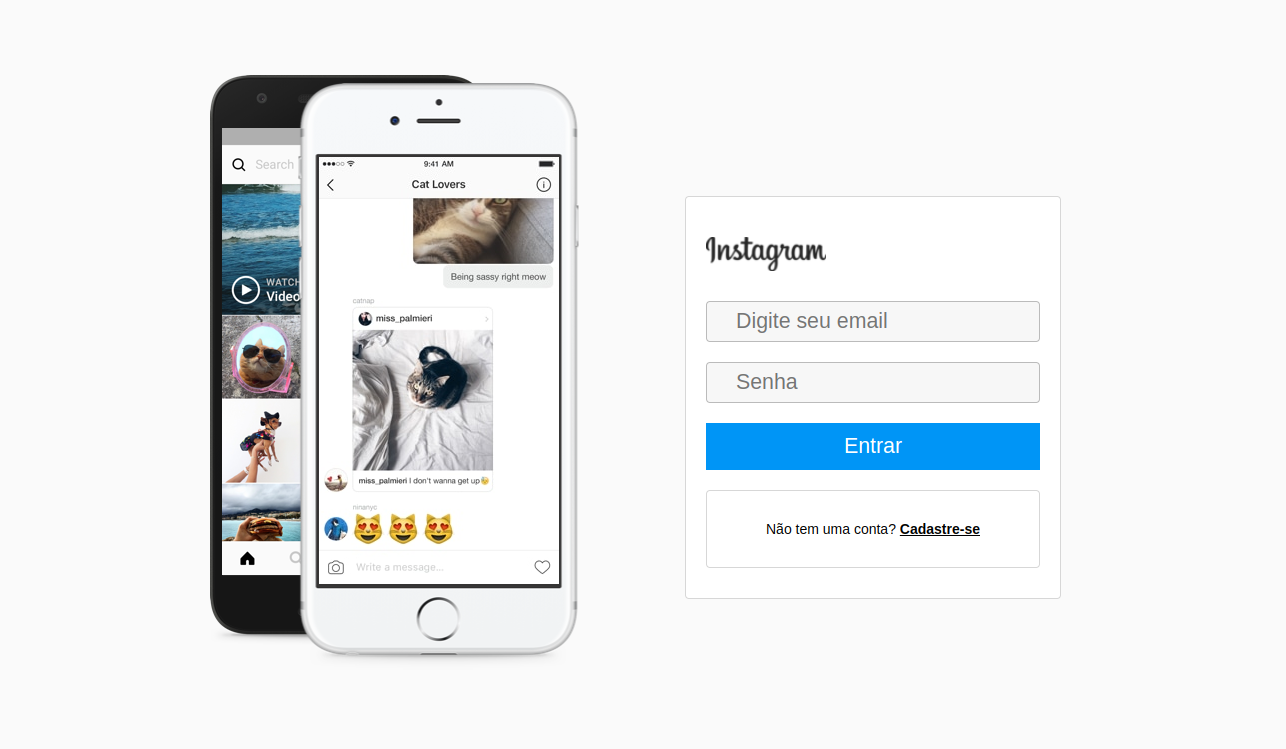 Search
WATCH
Video
9:41 AM
Cat Lovers
Being sassy right meow
catnap
miss_palmieri
miss_palmieri I don't wanna get up
ninanyc
Write a message...
Instagram
Digite seu email
Senha
Entrar
Não tem uma conta? Cadastre-se